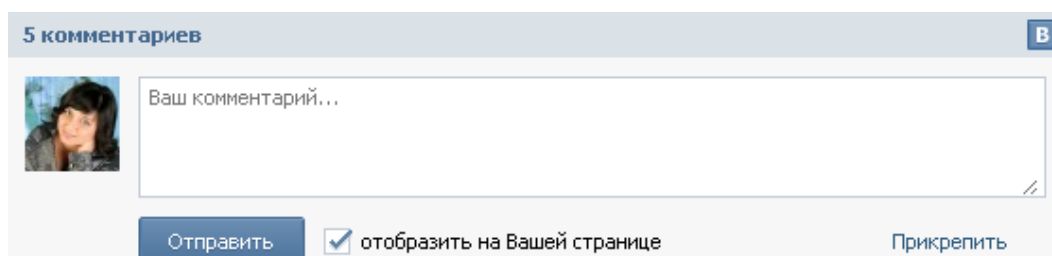 5 комментариев В
Ваш комментарий...
Отправить отобразить на Вашей странице Прикрепить